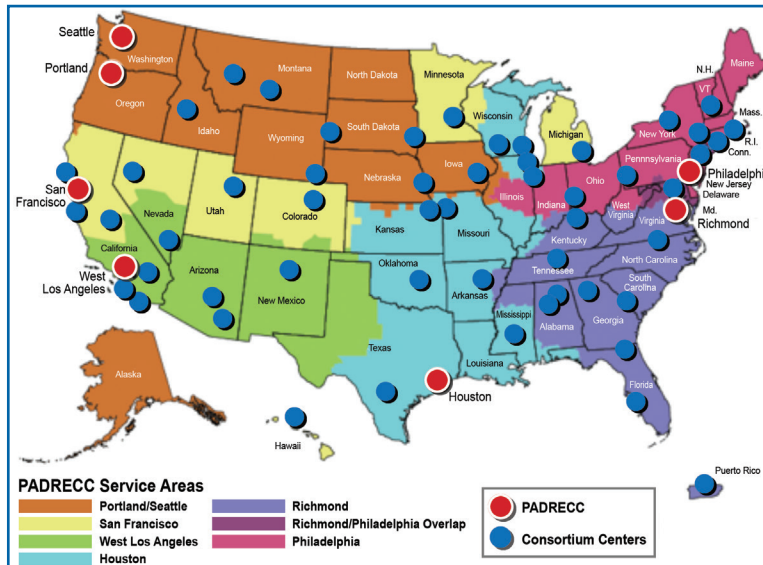 Seattle
Washington
Portland
Oregon
Montana
Idaho
Wyoming
North Dakota
South Dakota
Nebraska
Minnesota
Wisconsin
Iowa
Michigan
Illinois
Indiana
Ohio
N.H.
VT
Maine
Mass.
R.I.
Conn.
New York
Pennnsylvania
Philadelphi
New Jersey
Delaware
Md.
Richmond
West
Virginia
Virginia
San
Francisco
Nevada
Utah
Colorado
California
Kansas
Missouri
Kentucky
Tennessee
North Carolina
South
Carcolina
West
Los Angeles
Arizona
New Mexico
Oklahoma
Arkansas
Mississippi
Alabama
Georgia
Texas
Louisiana
Houston
Florida
Alaska
Hawaii
Puerto Rico
PADRECC Service Areas
Portland/Seattle
San Francisco
West Los Angeles
Houston
Richmond
Richmond/Philadelphia Overlap
Philadelphia
PADRECC
Consortium Centers